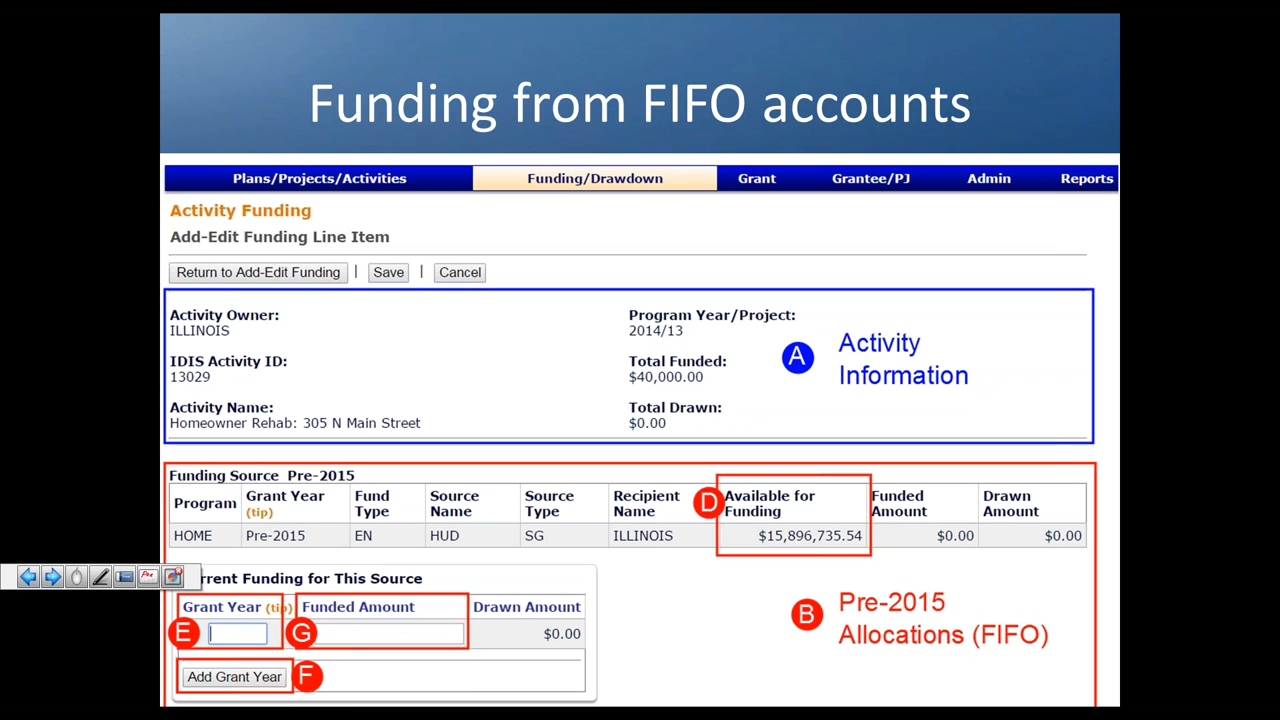 Funding from FIFO accounts
Plans/Projects/Activities Funding/Drawdown Grant Grantee/PJ Admin Reports
Activity Funding
Add-Edit Funding Line Item
Return to Add-Edit Funding | Save | Cancel
Activity Owner: Program Year/Project:
ILLINOIS 2014/13
IDIS Activity ID: Total Funded:
13029 $40,000.00
Activity Name: Total Drawn:
Homeowner Rehab: 305 N Main Street $0.00
A Activity
Information
Funding Source Pre-2015
Program Grant Year (tip) Fund Type Source Name Source Type Recipient Name D Available for Funding Funded Amount Drawn Amount
HOME Pre-2015 EN HUD SG ILLINOIS $15,896,735.54 $0.00 $0.00
rrent Funding for This Source
Grant Year (tip) Funded Amount Drawn Amount
E G $0.00
Add Grant Year F
B Pre-2015
Allocations (FIFO)